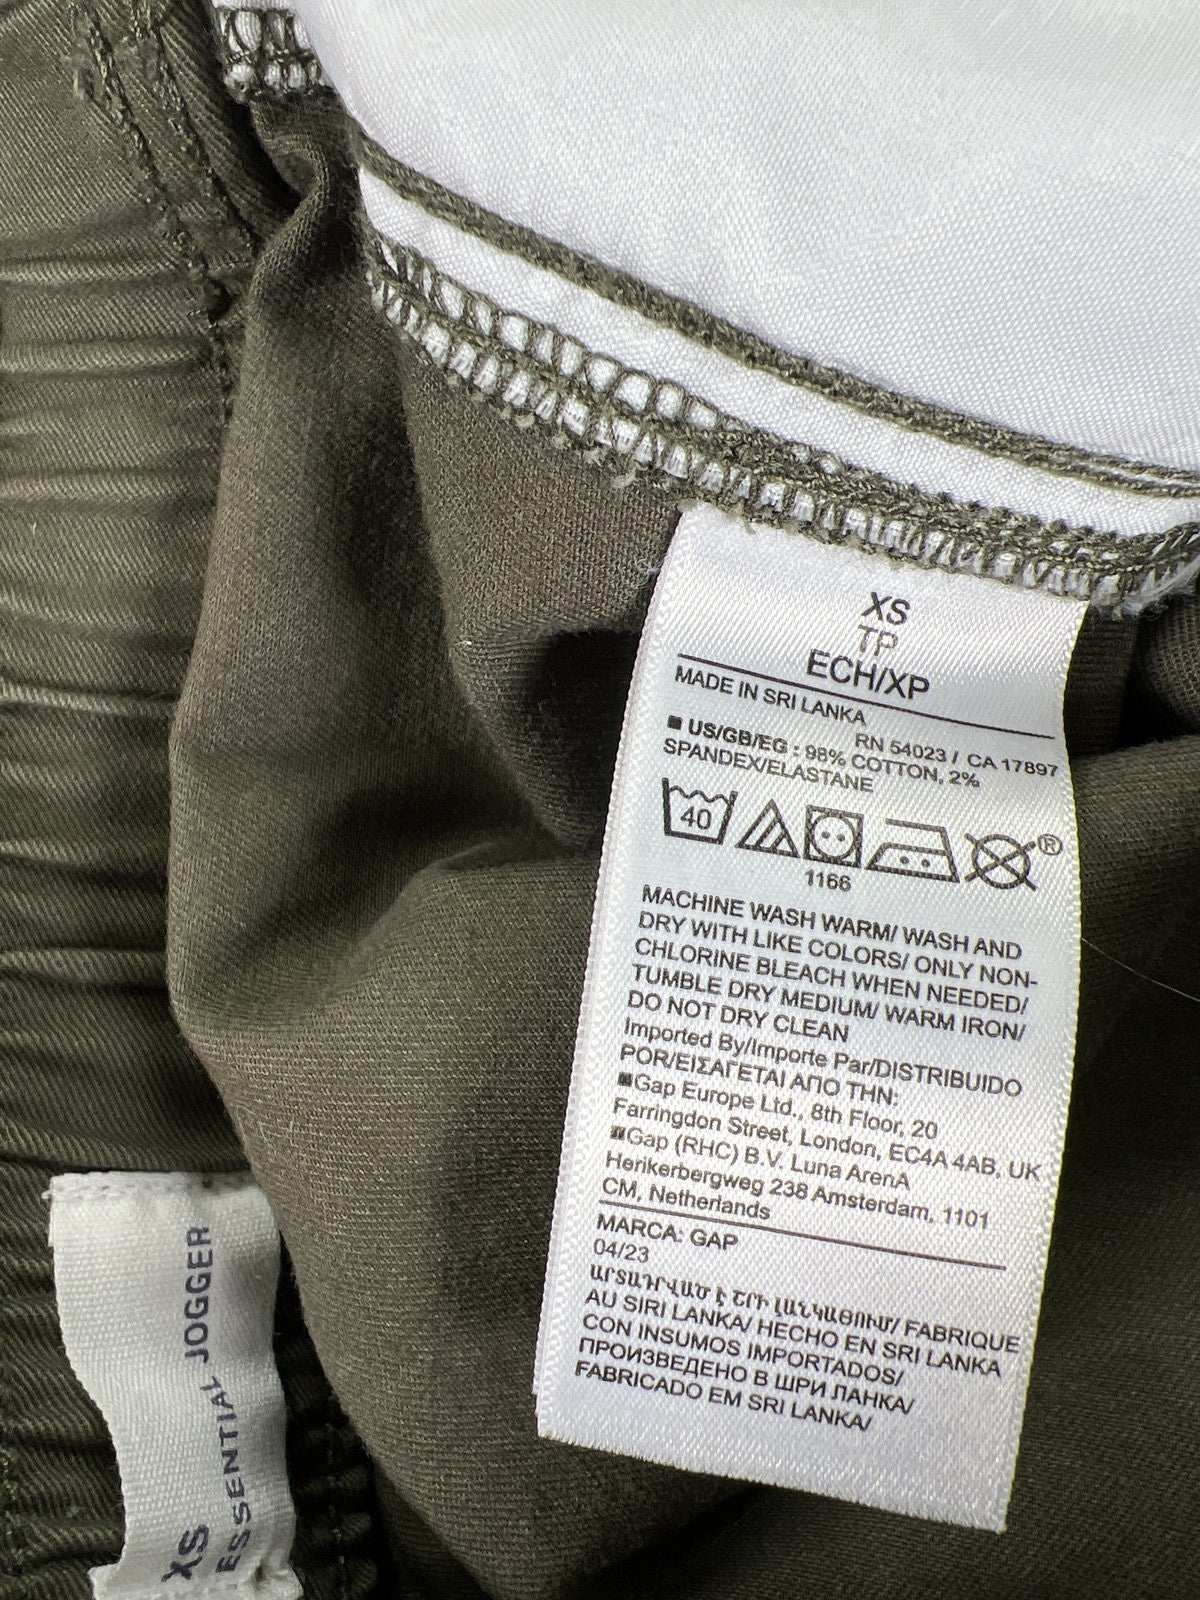 XS
TP
ECH/XP
MADE IN SRI LANKA
RN 54023 / CA 17897
US/GB/EG : 98% COTTON, 2%
SPANDEX/ELASTANE
40
®
1166
MACHINE WASH WARM/ WASH AND
DRY WITH LIKE COLORS/ ONLY NON-
CHLORINE BLEACH WHEN NEEDED/
TUMBLE DRY MEDIUM/ WARM IRON/
DO NOT DRY CLEAN
Imported By/Importe Par/DISTRIBUIDO
POR/ΕΙΣΑΓΕΤΑΙ ΑΠΟ ΤΗΝ:
Gap Europe Ltd., 8th Floor, 20
Farringdon Street, London, EC4A 4AB, UK
Gap (RHC) B.V. Luna ArenA
Herikerbergweg 238 Amsterdam, 1101
CM, Netherlands
MARCA: GAP
04/23
ԱՐՏԱԴՐՎԱԾ Է ՇՐԻ ԼԱՆԿԱՅՈՒՄ/ FABRIQUE
AU SIRI LANKA/ HECHO EN SRI LANKA
CON INSUMOS IMPORTADOS/
ПРОИЗВЕДЕНО В ШРИ ЛАНКА/
FABRICADO EM SRI LANKA/
XS
ESSENTIAL JOGGER